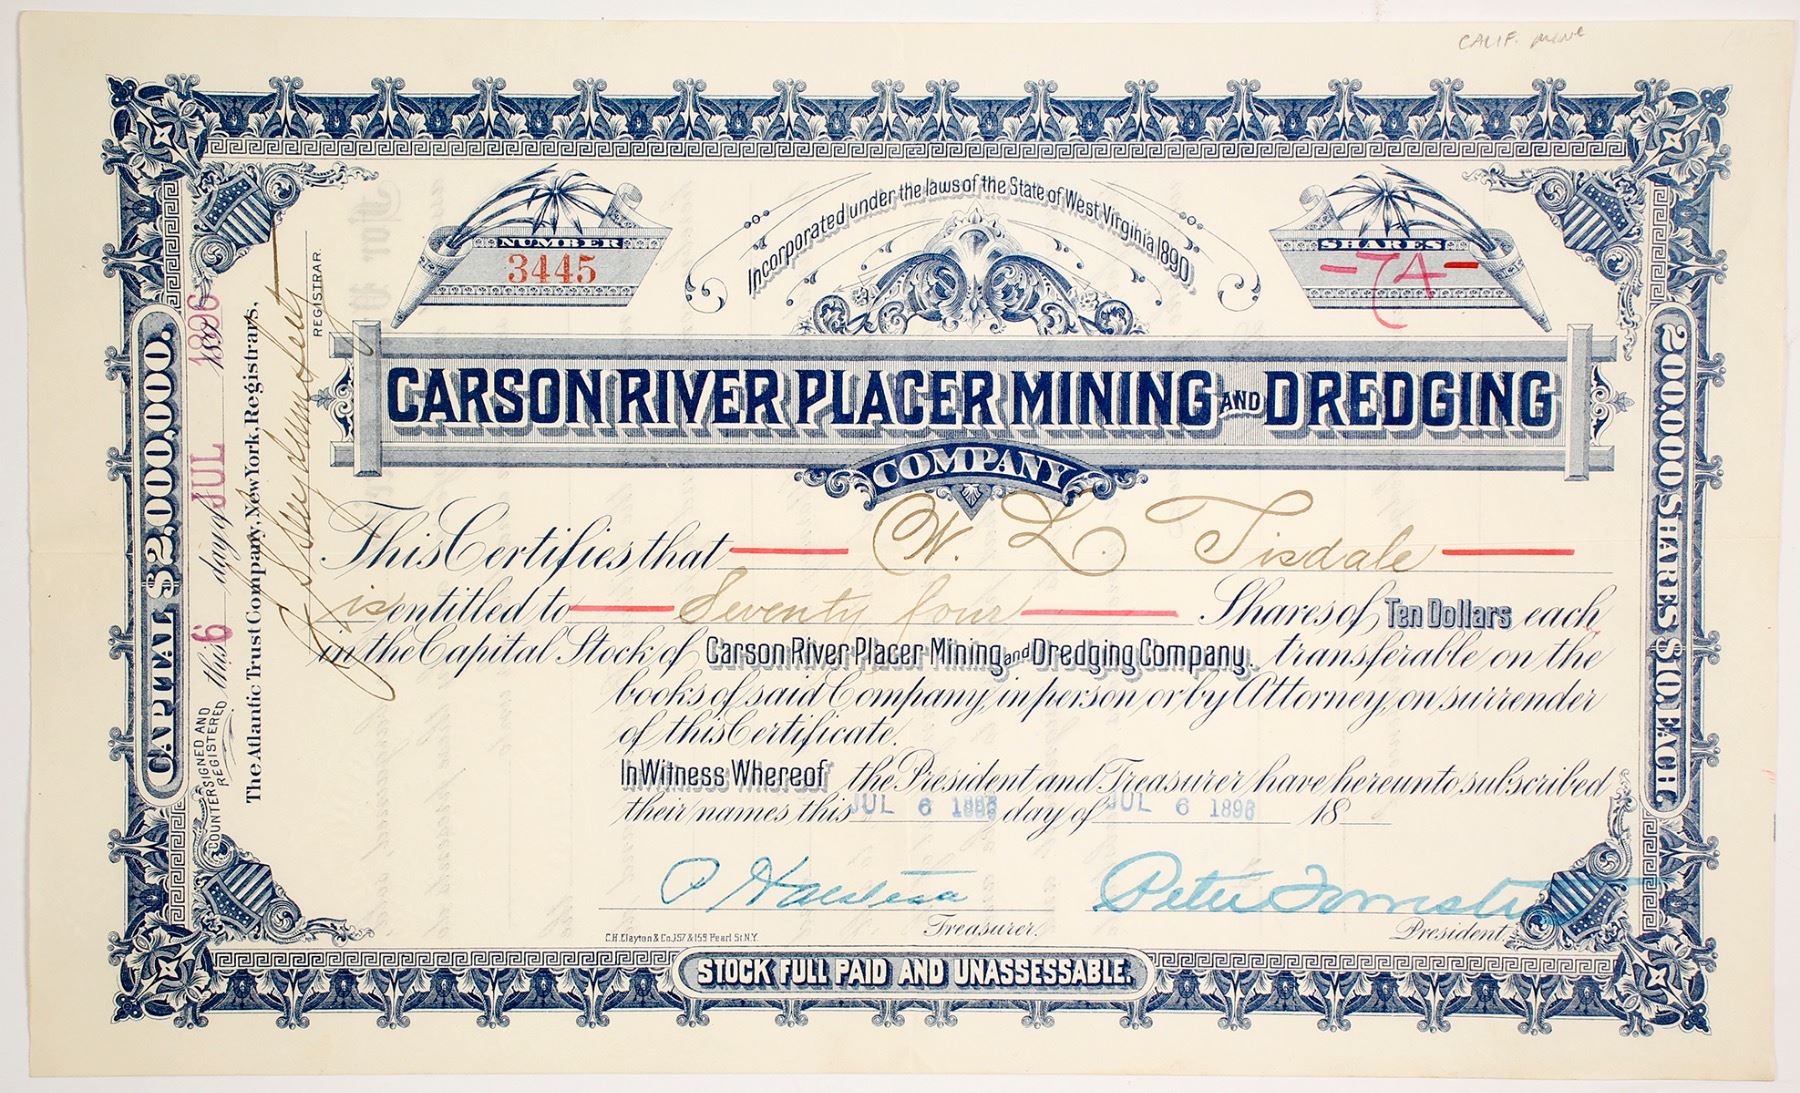 CALIF. mine
Incorporated under the laws of the State of West Virginia 1890
NUMBER
3445
SHARES
-74-
CARSON RIVER PLACER MINING AND DREDGING
COMPANY
This Certifies that W. L. Tisdale
is entitled to Seventy four Shares of Ten Dollars each
in the Capital Stock of Carson River Placer Mining and Dredging Company. transferable on the
books of said Company, in person or by Attorney, on surrender
of this Certificate.
In Witness Whereof the President and Treasurer have hereunto subscribed
their names this JUL 6 1896 day of JUL 6 1896 18
Peter
Treasurer.
President.
C.H. Clayton & Co. 157 & 159 Pearl St. N.Y.
STOCK FULL PAID AND UNASSESSABLE.
CAPITAL $2,000,000.
COUNTERSIGNED AND
REGISTERED this 6 day of JUL 1896 189
The Atlantic Trust Company, New York, Registrars,
REGISTRAR.
200,000 SHARES $10. EACH.